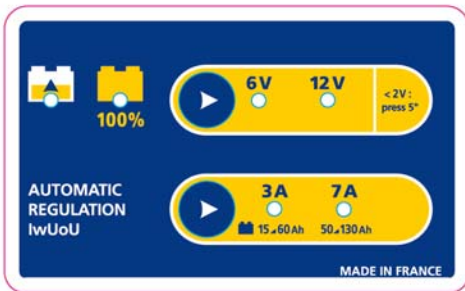 100%
6V 12V
< 2V :
press 5"
AUTOMATIC
REGULATION
IwUoU
3A 7A
15⊿60Ah 50⊿130Ah
MADE IN FRANCE